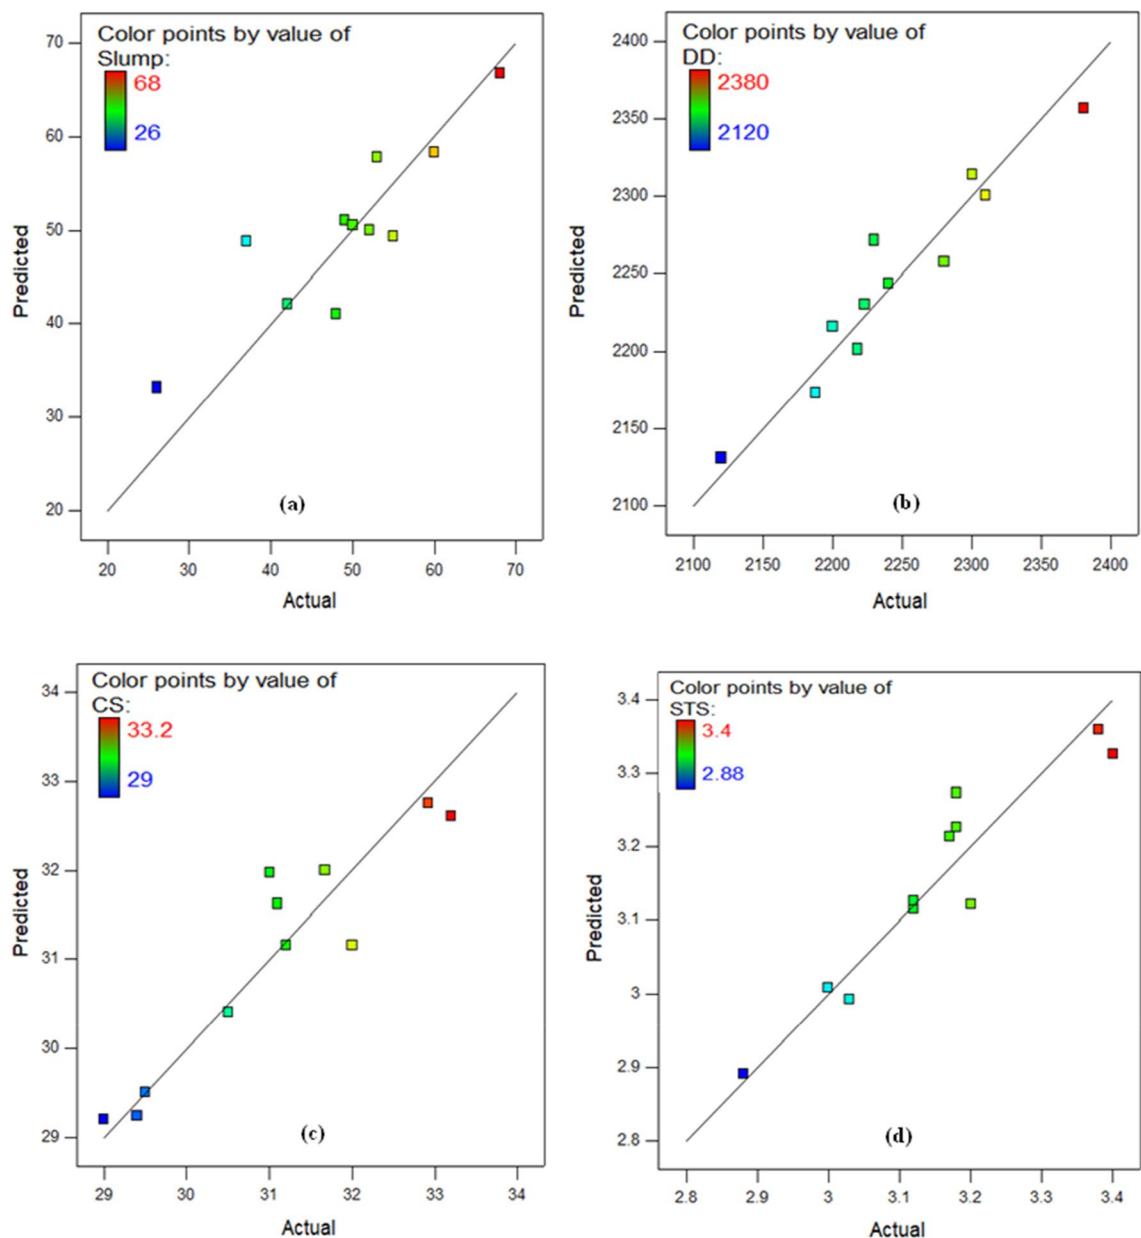 Color points by value of
Slump:
68
26
70
60
50
40
30
20
Predicted
(a)
20 30 40 50 60 70
Actual
Color points by value of
DD:
2380
2120
2400
2350
2300
2250
2200
2150
2100
Predicted
(b)
2100 2150 2200 2250 2300 2350 2400
Actual
Color points by value of
CS:
33.2
29
34
33
32
31
30
29
Predicted
(c)
29 30 31 32 33 34
Actual
Color points by value of
STS:
3.4
2.88
3.4
3.3
3.2
3.1
3
2.9
2.8
Predicted
(d)
2.8 2.9 3 3.1 3.2 3.3 3.4
Actual